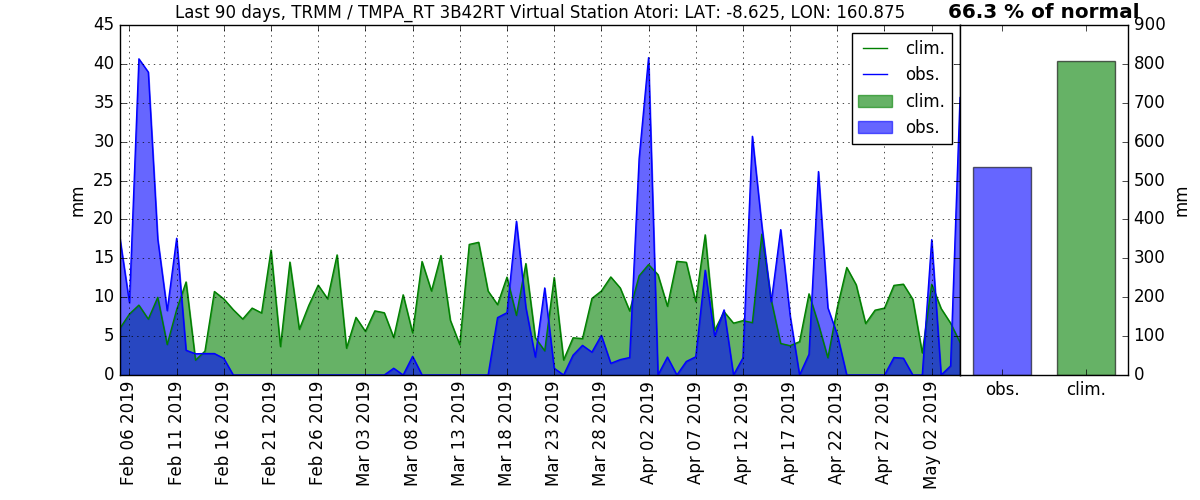 Last 90 days, TRMM / TMPA_RT 3B42RT Virtual Station Atori: LAT: -8.625, LON: 160.875
66.3 % of normal
45
40
35
30
25
20
15
10
5
0
mm
clim.
obs.
clim.
obs.
900
800
700
600
500
400
300
200
100
0
mm
Feb 06 2019
Feb 11 2019
Feb 16 2019
Feb 21 2019
Feb 26 2019
Mar 03 2019
Mar 08 2019
Mar 13 2019
Mar 18 2019
Mar 23 2019
Mar 28 2019
Apr 02 2019
Apr 07 2019
Apr 12 2019
Apr 17 2019
Apr 22 2019
Apr 27 2019
May 02 2019
obs.
clim.